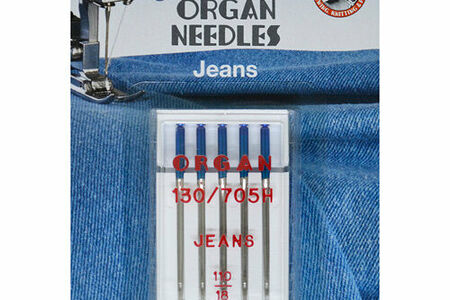 ORGAN
NEEDLES
Jeans
ORGAN
130/705H
JEANS
110
18